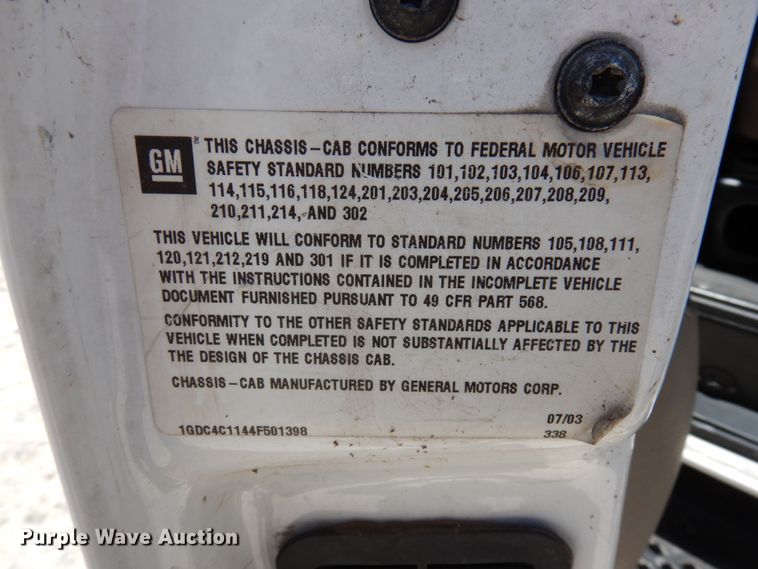 GM ® THIS CHASSIS-CAB CONFORMS TO FEDERAL MOTOR VEHICLE
SAFETY STANDARD NUMBERS 101,102,103,104,106,107,113,
114,115,116,118,124,201,203,204,205,206,207,208,209,
210,211,214, AND 302
THIS VEHICLE WILL CONFORM TO STANDARD NUMBERS 105,108,111,
120,121,212,219 AND 301 IF IT IS COMPLETED IN ACCORDANCE
WITH THE INSTRUCTIONS CONTAINED IN THE INCOMPLETE VEHICLE
DOCUMENT FURNISHED PURSUANT TO 49 CFR PART 568.
CONFORMITY TO THE OTHER SAFETY STANDARDS APPLICABLE TO THIS
VEHICLE WHEN COMPLETED IS NOT SUBSTANTIALLY AFFECTED BY THE
THE DESIGN OF THE CHASSIS CAB.
CHASSIS-CAB MANUFACTURED BY GENERAL MOTORS CORP.
07/03
1GDC4C1144F501398 338
Purple Wave Auction